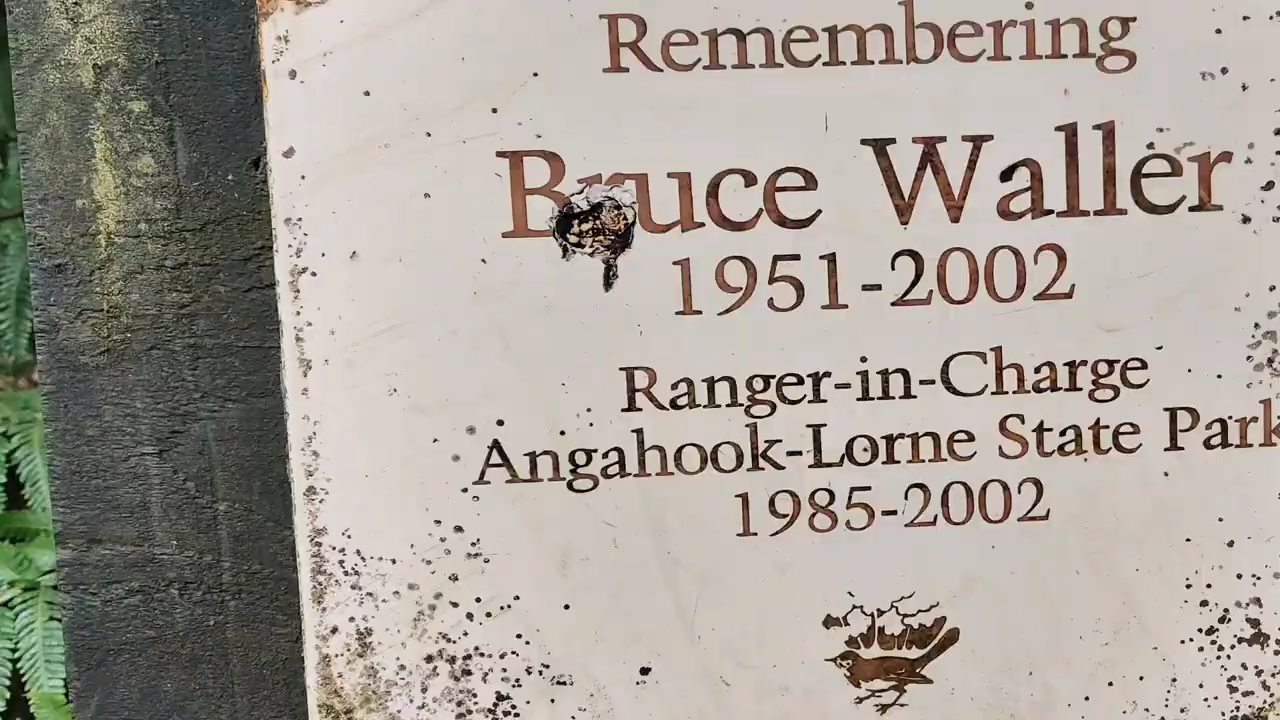 Remembering
Bruce Waller
1951-2002
Ranger-in-Charge
Angahook-Lorne State Park
1985-2002